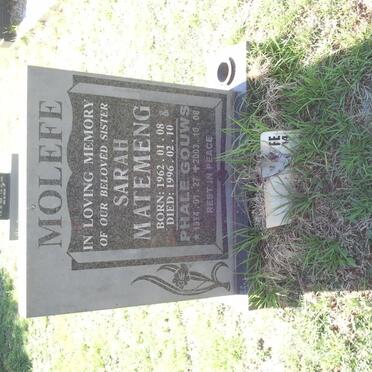 MOLEFE
IN LOVING MEMORY
OF OUR BELOVED SISTER
SARAH
MATEMENG
BORN: 1962. 01. 08
DIED: 1996. 02. 10 &
PHALE GOUWS
REST IN PEACE